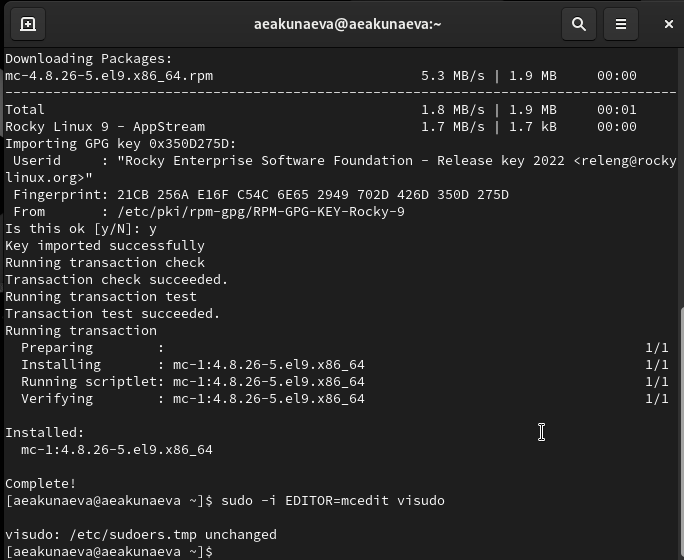 aeakunaeva@aeakunaeva:~
Downloading Packages:
mc-4.8.26-5.el9.x86_64.rpm                          5.3 MB/s | 1.9 MB     00:00
------------------------------------------------------------------------------------
Total                                               1.8 MB/s | 1.9 MB     00:01
Rocky Linux 9 - AppStream                           1.7 MB/s | 1.7 kB     00:00
Importing GPG key 0x350D275D:
 Userid     : "Rocky Enterprise Software Foundation - Release key 2022 <releng@rocky
linux.org>"
 Fingerprint: 21CB 256A E16F C54C 6E65 2949 702D 426D 350D 275D
 From       : /etc/pki/rpm-gpg/RPM-GPG-KEY-Rocky-9
Is this ok [y/N]: y
Key imported successfully
Running transaction check
Transaction check succeeded.
Running transaction test
Transaction test succeeded.
Running transaction
  Preparing        :                                                            1/1
  Installing       : mc-1:4.8.26-5.el9.x86_64                                   1/1
  Running scriptlet: mc-1:4.8.26-5.el9.x86_64                                   1/1
  Verifying        : mc-1:4.8.26-5.el9.x86_64                                   1/1
Installed:
  mc-1:4.8.26-5.el9.x86_64
Complete!
[aeakunaeva@aeakunaeva ~]$ sudo -i EDITOR=mcedit visudo
visudo: /etc/sudoers.tmp unchanged
[aeakunaeva@aeakunaeva ~]$